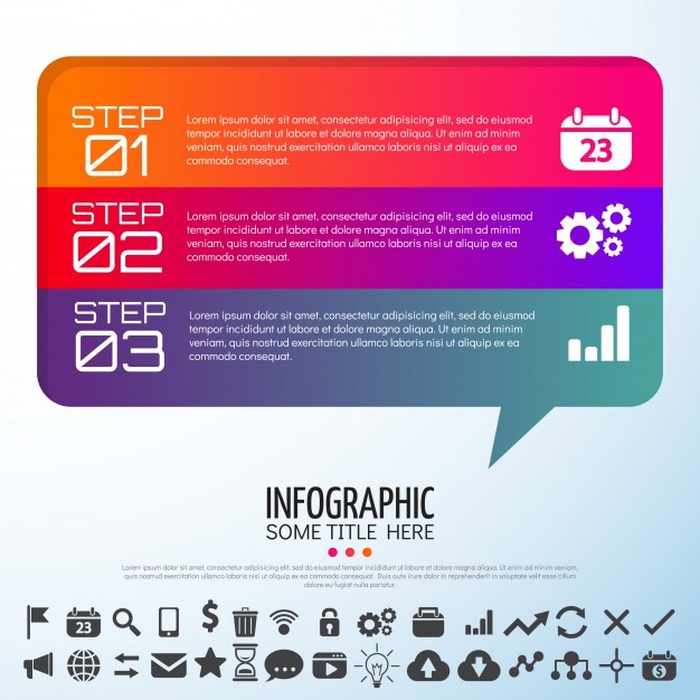 STEP
01
Lorem ipsum dolor sit amet, consectetur adipisicing elit, sed do eiusmod
tempor incididunt ut labore et dolore magna aliqua. Ut enim ad minim
veniam, quis nostrud exercitation ullamco laboris nisi ut aliquip ex ea
commodo consequat.
23
STEP
02
Lorem ipsum dolor sit amet, consectetur adipisicing elit, sed do eiusmod
tempor incididunt ut labore et dolore magna aliqua. Ut enim ad minim
veniam, quis nostrud exercitation ullamco laboris nisi ut aliquip ex ea
commodo consequat.
STEP
03
Lorem ipsum dolor sit amet, consectetur adipisicing elit, sed do eiusmod
tempor incididunt ut labore et dolore magna aliqua. Ut enim ad minim
veniam, quis nostrud exercitation ullamco laboris nisi ut aliquip ex ea
commodo consequat.
INFOGRAPHIC
SOME TITLE HERE
Lorem ipsum dolor sit amet, consectetur adipisicing elit, sed do eiusmod tempor incididunt ut labore et dolore magna aliqua. Ut
enim ad minim veniam, quis nostrud exercitation ullamco laboris nisi ut aliquip ex ea commodo consequat. Duis aute irure dolor in reprehenderit
dolore eu fugiat nulla pariatur.
23
$
$